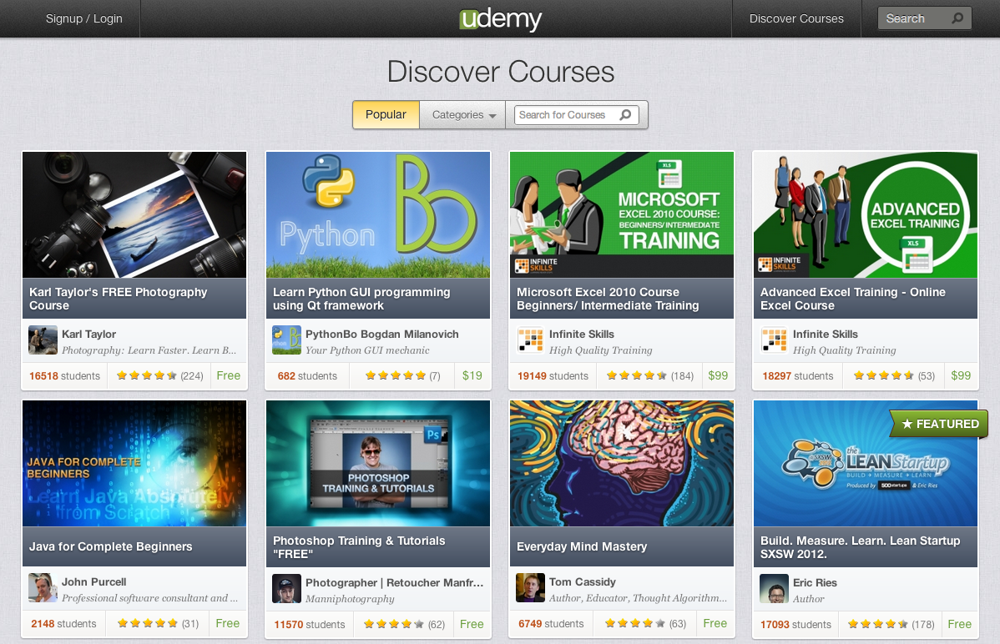 Signup / Login
udemy
Discover Courses
Search
Discover Courses
Popular
Categories
Search for Courses
Python
Bo
XLS
MICROSOFT
EXCEL 2010 COURSE:
BEGINNERS/ INTERMEDIATE
TRAINING
INFINITE
SKILLS
ADVANCED
EXCEL TRAINING
XLS
INFINITE
SKILLS
Karl Taylor's FREE Photography
Course
Learn Python GUI programming
using Qt framework
Microsoft Excel 2010 Course
Beginners/ Intermediate Training
Advanced Excel Training - Online
Excel Course
Karl Taylor
Photography: Learn Faster, Learn B...
PythonBo Bogdan Milanovich
Your Python GUI mechanic
Infinite Skills
High Quality Training
Infinite Skills
High Quality Training
16518 students (224) Free
682 students (7) $19
19149 students (184) $99
18297 students (53) $99
JAVA FOR COMPLETE
BEGINNERS
Learn Java Absolutely
from Scratch
Ps
PHOTOSHOP
TRAINING & TUTORIALS
FEATURED
@SXSW
the
LEAN Startup
BUILD + MEASURE + LEARN
Produced by 500startups & Eric Ries
Java for Complete Beginners
Photoshop Training & Tutorials
"FREE"
Everyday Mind Mastery
Build. Measure. Learn. Lean Startup
SXSW 2012.
John Purcell
Professional software consultant and ...
Photographer | Retoucher Manfr...
Manniphotography
Tom Cassidy
Author, Educator, Thought Algorithm...
Eric Ries
Author
2148 students (31) Free
11570 students (62) Free
6749 students (63) Free
17093 students (178) Free